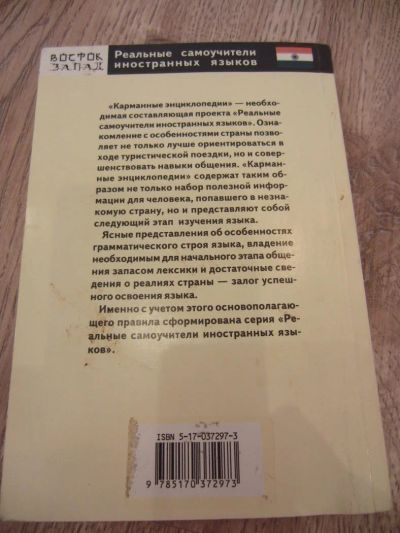 ВОСТОК
ЗАПАД
Реальные самоучители
иностранных языков
«Карманные энциклопедии» — необхо-
димая составляющая проекта «Реальные
самоучители иностранных языков». Озна-
комление с особенностями страны позво-
ляет не только лучше ориентироваться в
ходе туристической поездки, но и совер-
шенствовать навыки общения. «Карман-
ные энциклопедии» содержат таким об-
разом не только набор полезной инфор-
мации для человека, попавшего в незна-
комую страну, но и представляют собой
следующий этап изучения языка.
Ясные представления об особенностях
грамматического строя языка, владение
необходимым для начального этапа обще-
ния запасом лексики и достаточные све-
дения о реалиях страны — залог успеш-
ного освоения языка.
Именно с учетом этого основополагаю-
щего правила сформирована серия «Ре-
альные самоучители иностранных язы-
ков».
ISBN 5-17-037297-3
9 785170 372973